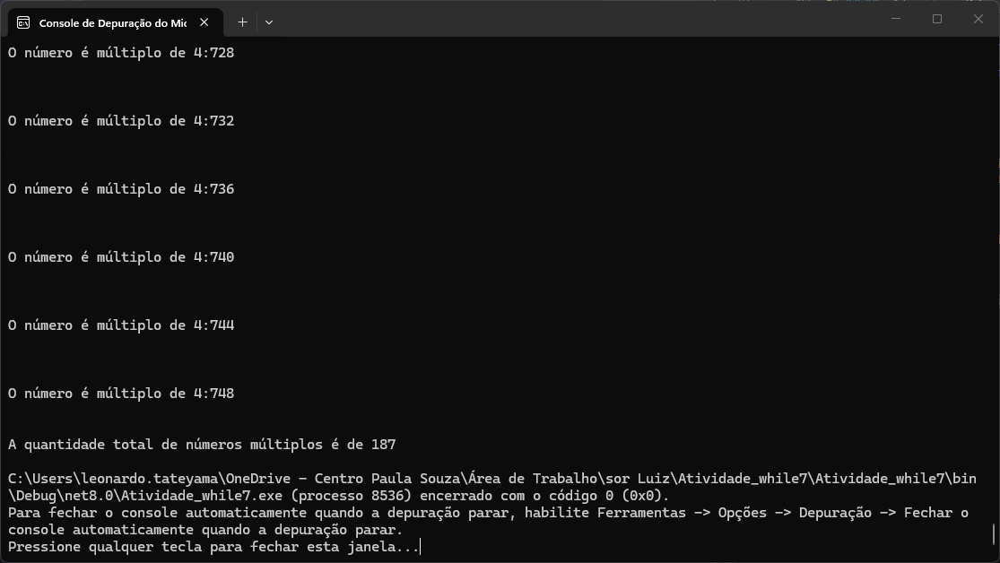 Console de Depuração do Mic
O número é múltiplo de 4:728
O número é múltiplo de 4:732
O número é múltiplo de 4:736
O número é múltiplo de 4:740
O número é múltiplo de 4:744
O número é múltiplo de 4:748
A quantidade total de números múltiplos é de 187
C:\Users\leonardo.tateyama\OneDrive - Centro Paula Souza\Área de Trabalho\sor Luiz\Atividade_while7\Atividade_while7\bin
\Debug\net8.0\Atividade_while7.exe (processo 8536) encerrado com o código 0 (0x0).
Para fechar o console automaticamente quando a depuração parar, habilite Ferramentas -> Opções -> Depuração -> Fechar o
console automaticamente quando a depuração parar.
Pressione qualquer tecla para fechar esta janela...